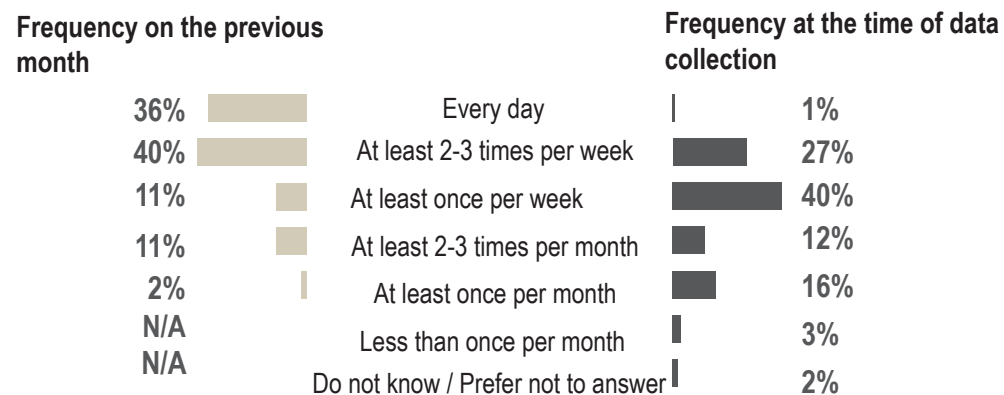 Frequency on the previous
month
Frequency at the time of data
collection
36% Every day 1%
40% At least 2-3 times per week 27%
11% At least once per week 40%
11% At least 2-3 times per month 12%
2% At least once per month 16%
N/A Less than once per month 3%
N/A Do not know / Prefer not to answer 2%